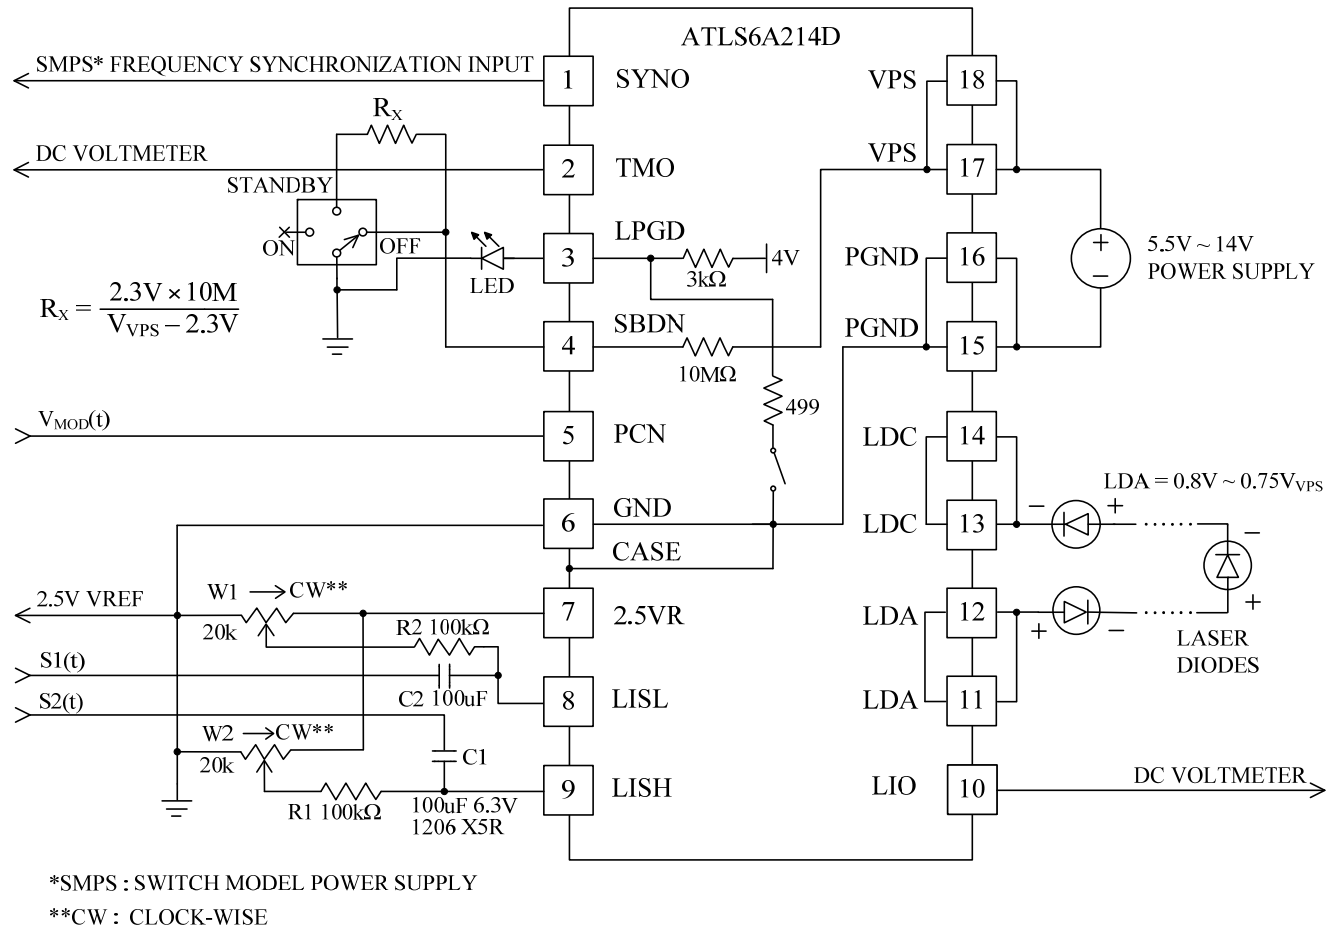 ATLS6A214D
SMPS* FREQUENCY SYNCHRONIZATION INPUT
1 SYNO
VPS 18
R_X
DC VOLTMETER
2 TMO
VPS 17
STANDBY
ON
OFF
LED
3 LPGD
3kΩ
4V
PGND 16
5.5V ~ 14V
POWER SUPPLY
R_X = 2.3V × 10M / V_VPS − 2.3V
4 SBDN
10MΩ
PGND 15
499
V_MOD(t)
5 PCN
LDC 14
LDA = 0.8V ~ 0.75V_VPS
6 GND
LDC 13
− +
−
+
CASE
W1 → CW**
2.5V VREF
20k
7 2.5VR
LDA 12
+ −
LASER
DIODES
R2 100kΩ
S1(t)
C2 100uF
8 LISL
LDA 11
S2(t)
W2 → CW**
20k
C1
R1 100kΩ
100uF 6.3V
1206 X5R
9 LISH
LIO 10
DC VOLTMETER
+
−
*SMPS : SWITCH MODEL POWER SUPPLY
**CW : CLOCK-WISE